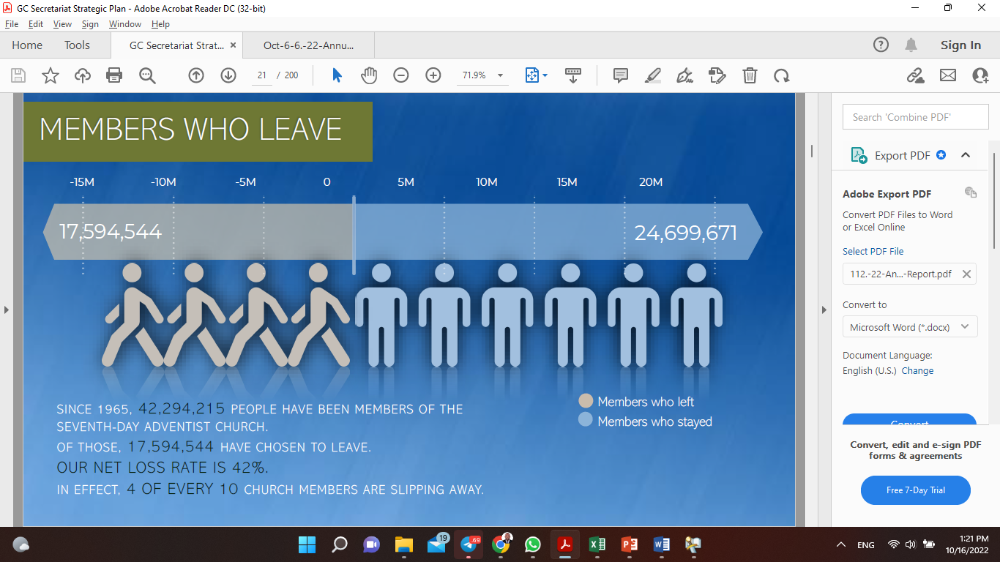 GC Secretariat Strategic Plan - Adobe Acrobat Reader DC (32-bit)
File Edit View Sign Window Help
Home Tools GC Secretariat Strat... × Oct-6-6.-22-Annu... Sign In
21 / 200 71.9%
MEMBERS WHO LEAVE
-15M -10M -5M 0 5M 10M 15M 20M
17,594,544 24,699,671
Members who left
Members who stayed
SINCE 1965, 42,294,215 PEOPLE HAVE BEEN MEMBERS OF THE
SEVENTH-DAY ADVENTIST CHURCH.
OF THOSE, 17,594,544 HAVE CHOSEN TO LEAVE.
OUR NET LOSS RATE IS 42%.
IN EFFECT, 4 OF EVERY 10 CHURCH MEMBERS ARE SLIPPING AWAY.
Search 'Combine PDF'
Export PDF
Adobe Export PDF
Convert PDF Files to Word
or Excel Online
Select PDF File
112.-22-An...-Report.pdf
Convert to
Microsoft Word (*.docx)
Document Language:
English (U.S.) Change
Convert
Convert, edit and e-sign PDF
forms & agreements
Free 7-Day Trial
19
69
ENG
1:21 PM
10/16/2022